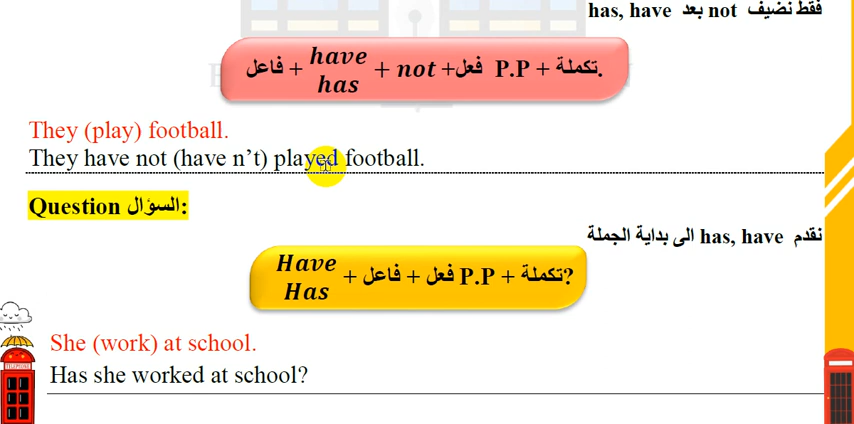 فقط نضيف not بعد has, have
فاعل + have has + not + فعل P.P + تكملة.
They (play) football.
They have not (have n’t) played football.
Question السؤال:
نقدم has, have الى بداية الجملة
Have Has + فاعل + فعل P.P + تكملة?
She (work) at school.
Has she worked at school?